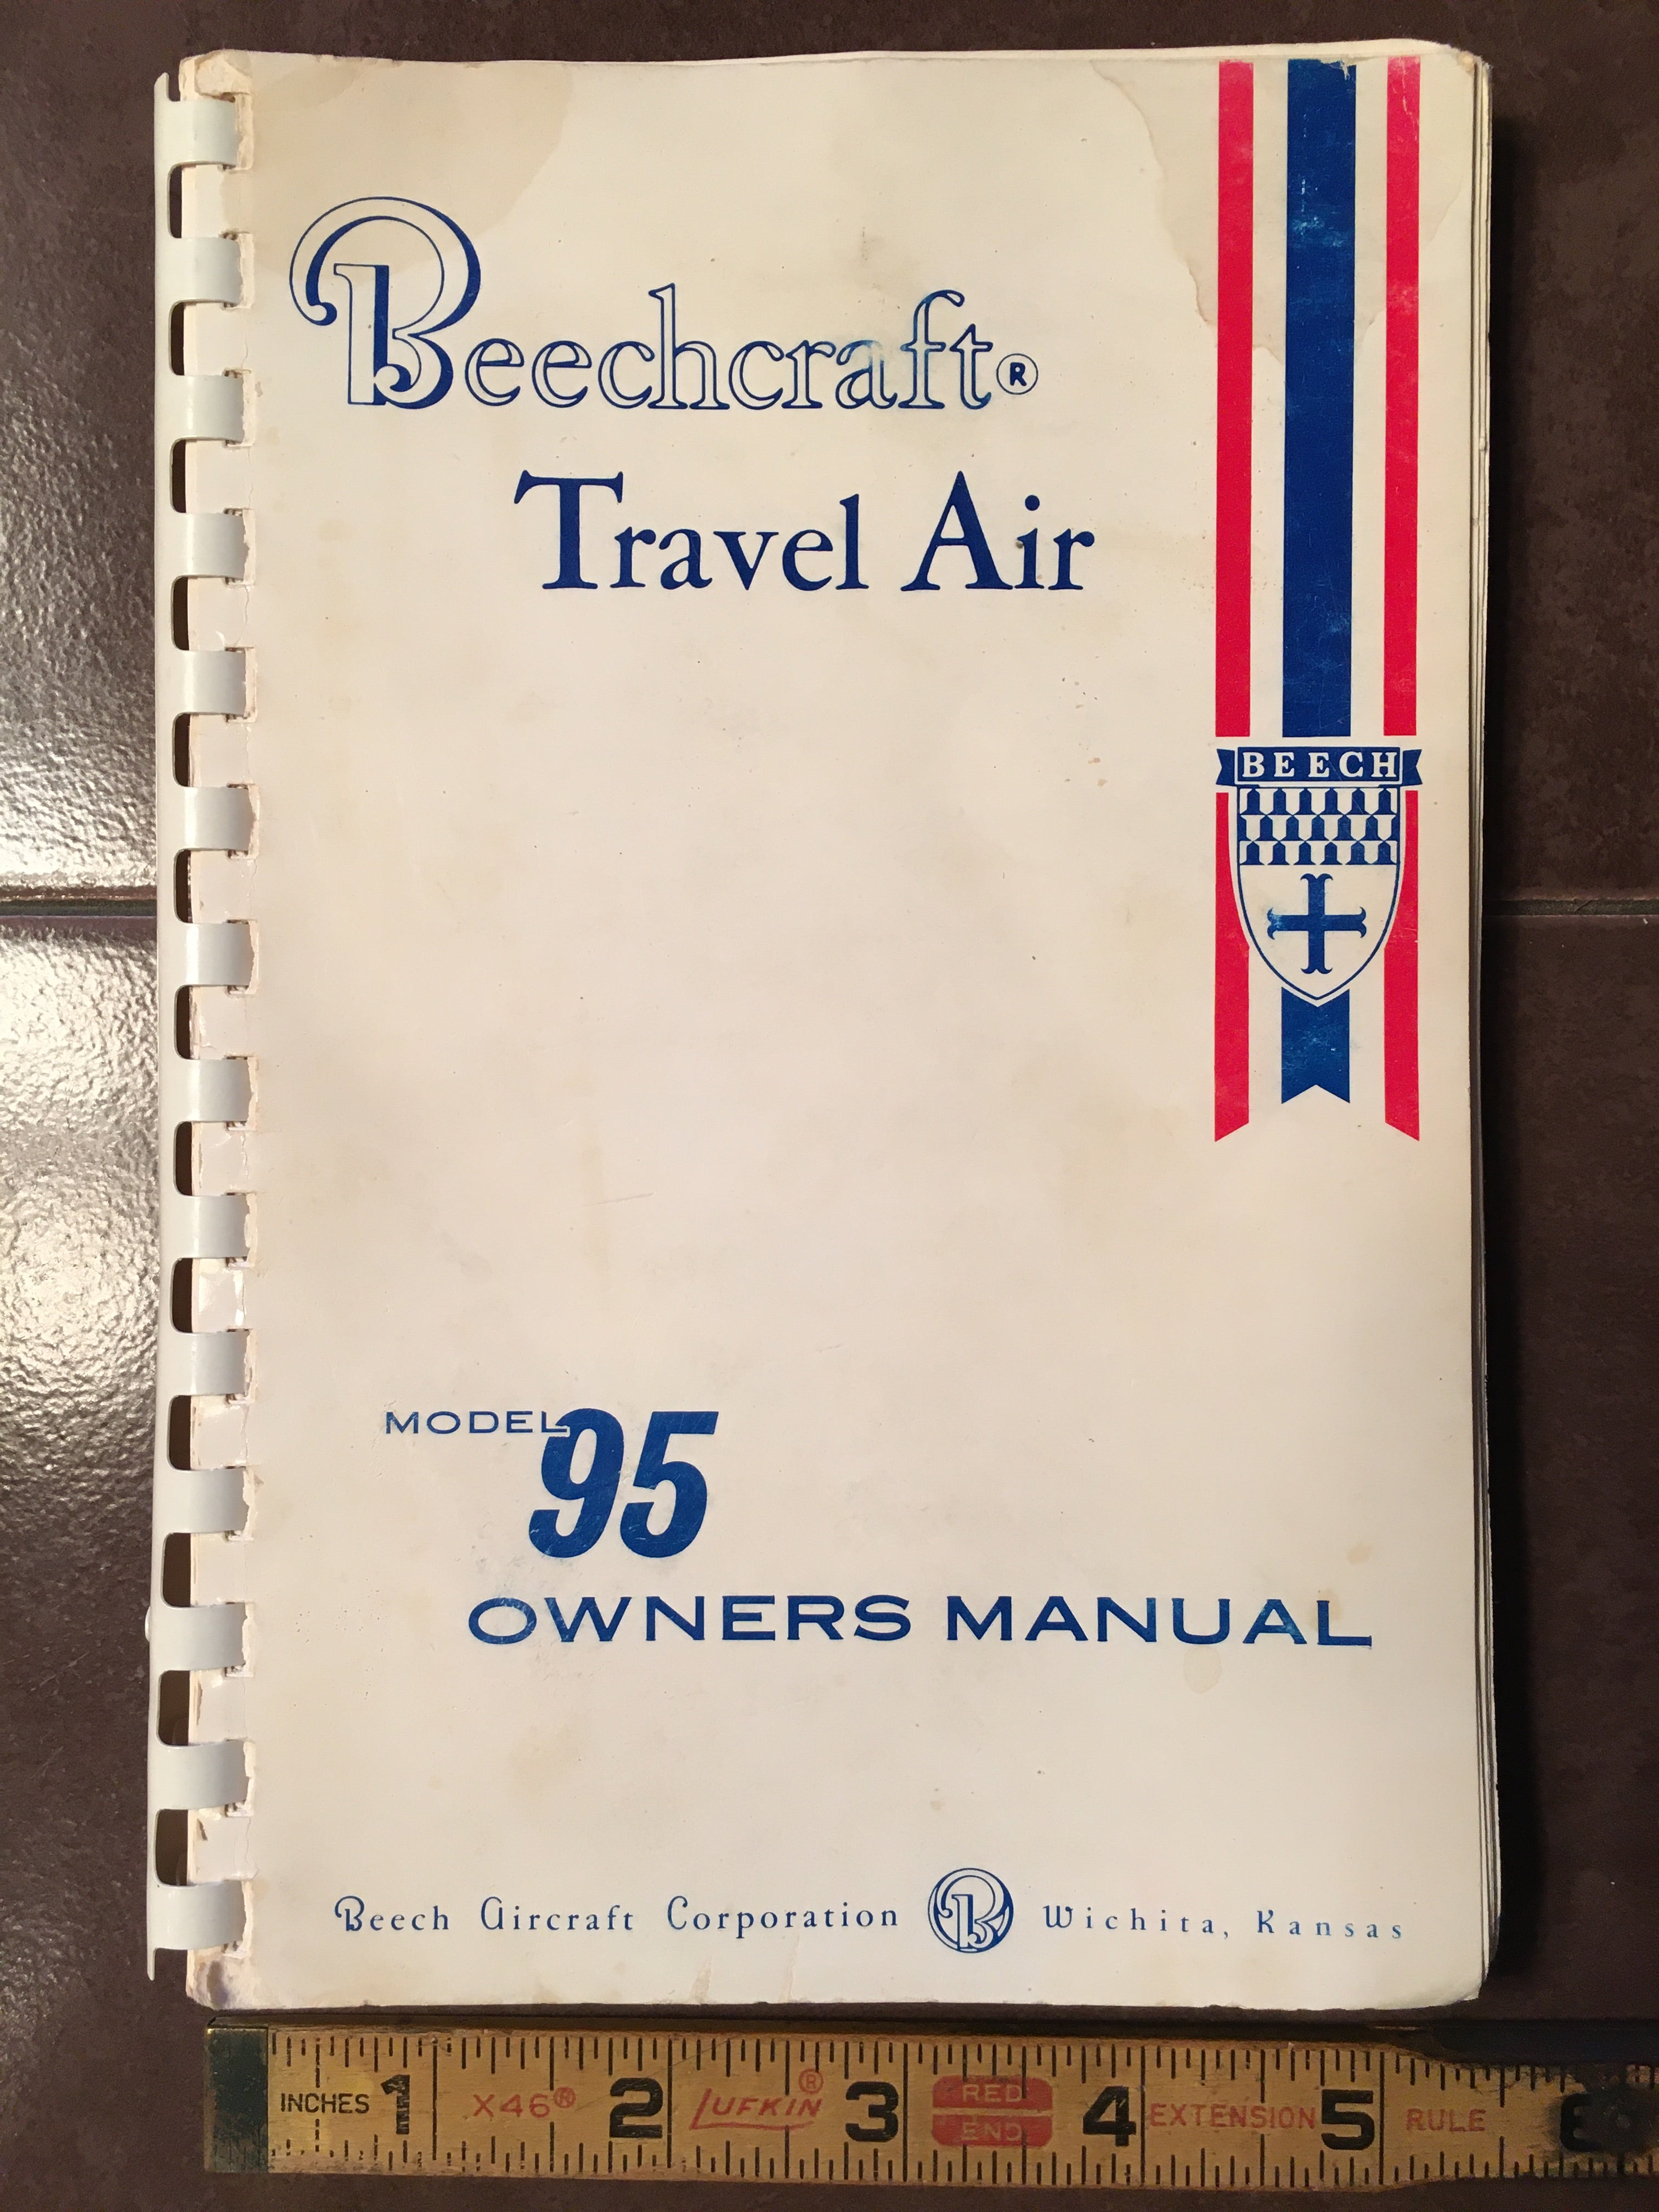 Beechcraft®
Travel Air
BEECH
MODEL 95
OWNERS MANUAL
Beech Aircraft Corporation B Wichita, Kansas
INCHES 1 X46® 2 LUFKIN® 3 RED END 4 EXTENSION 5 RULE 6